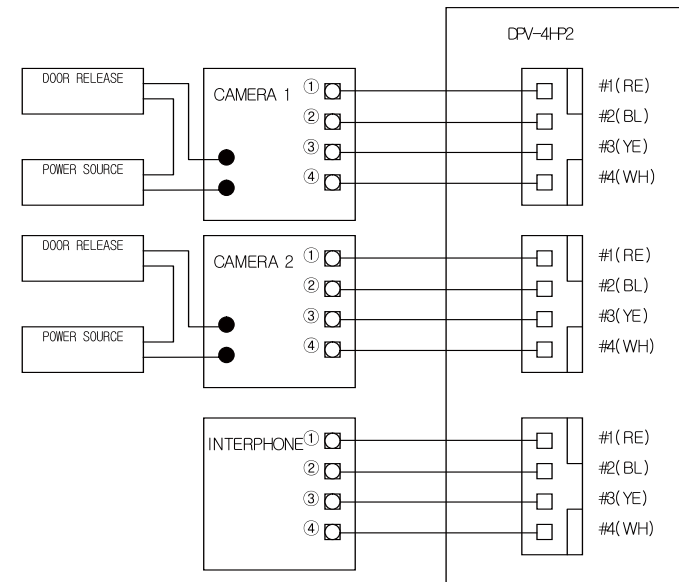 DPV-4HP2
DOOR RELEASE
CAMERA 1
①
#1(RE)
②
#2(BL)
③
#3(YE)
POWER SOURCE
④
#4(WH)
DOOR RELEASE
CAMERA 2
①
#1(RE)
②
#2(BL)
③
#3(YE)
POWER SOURCE
④
#4(WH)
INTERPHONE
①
#1(RE)
②
#2(BL)
③
#3(YE)
④
#4(WH)